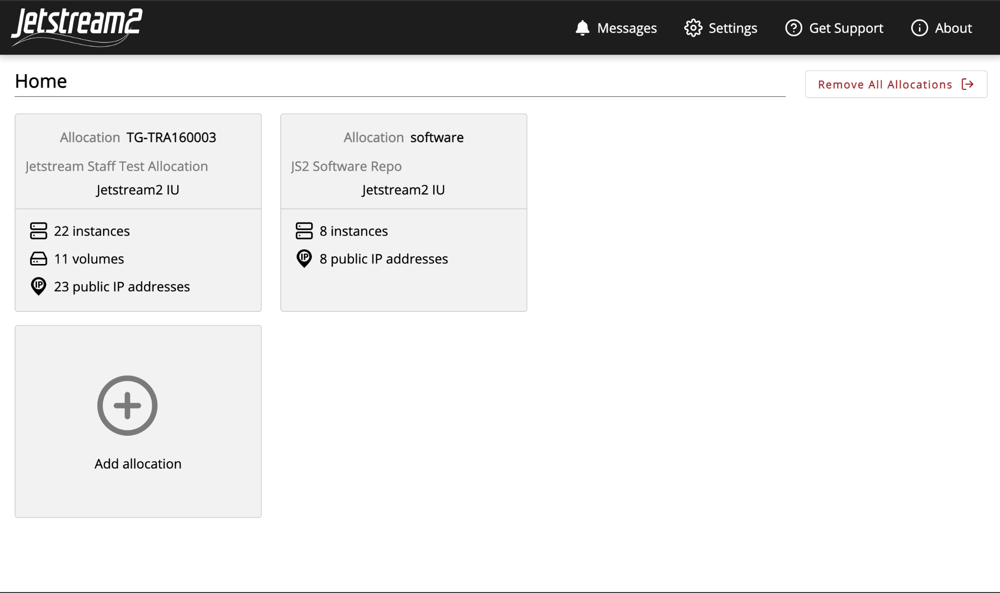 Jetstream2
Messages
Settings
Get Support
About
Home
Remove All Allocations
Allocation TG-TRA160003
Jetstream Staff Test Allocation
Jetstream2 IU
22 instances
11 volumes
IP 23 public IP addresses
Allocation software
JS2 Software Repo
Jetstream2 IU
8 instances
IP 8 public IP addresses
Add allocation